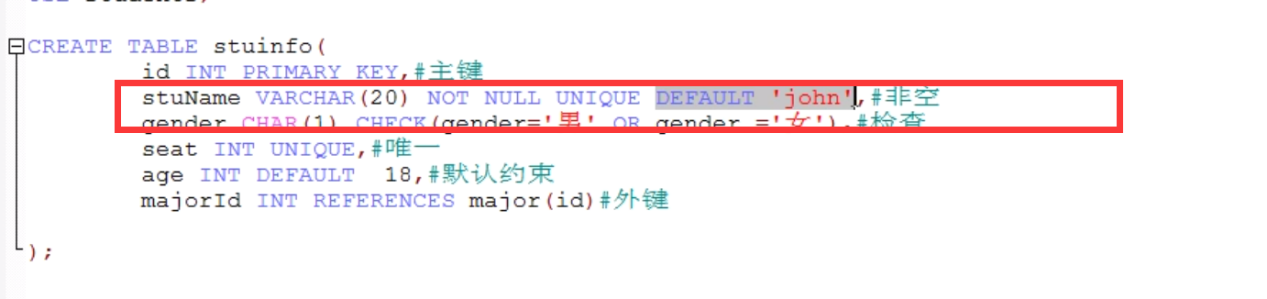 CREATE TABLE stuinfo(
id INT PRIMARY KEY,#主键
stuName VARCHAR(20) NOT NULL UNIQUE DEFAULT 'john',#非空
gender CHAR(1) CHECK(gender='男' OR gender ='女'),#检查
seat INT UNIQUE,#唯一
age INT DEFAULT  18,#默认约束
majorId INT REFERENCES major(id)#外键
);